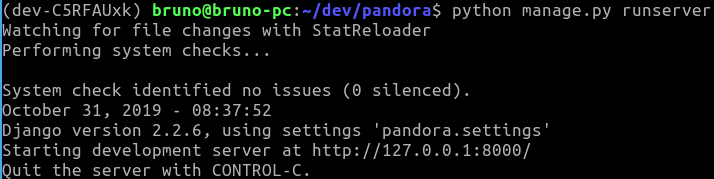 (dev-C5RFAUxk) bruno@bruno-pc:~/dev/pandora$ python manage.py runserver
Watching for file changes with StatReloader
Performing system checks...
System check identified no issues (0 silenced).
October 31, 2019 - 08:37:52
Django version 2.2.6, using settings 'pandora.settings'
Starting development server at http://127.0.0.1:8000/
Quit the server with CONTROL-C.